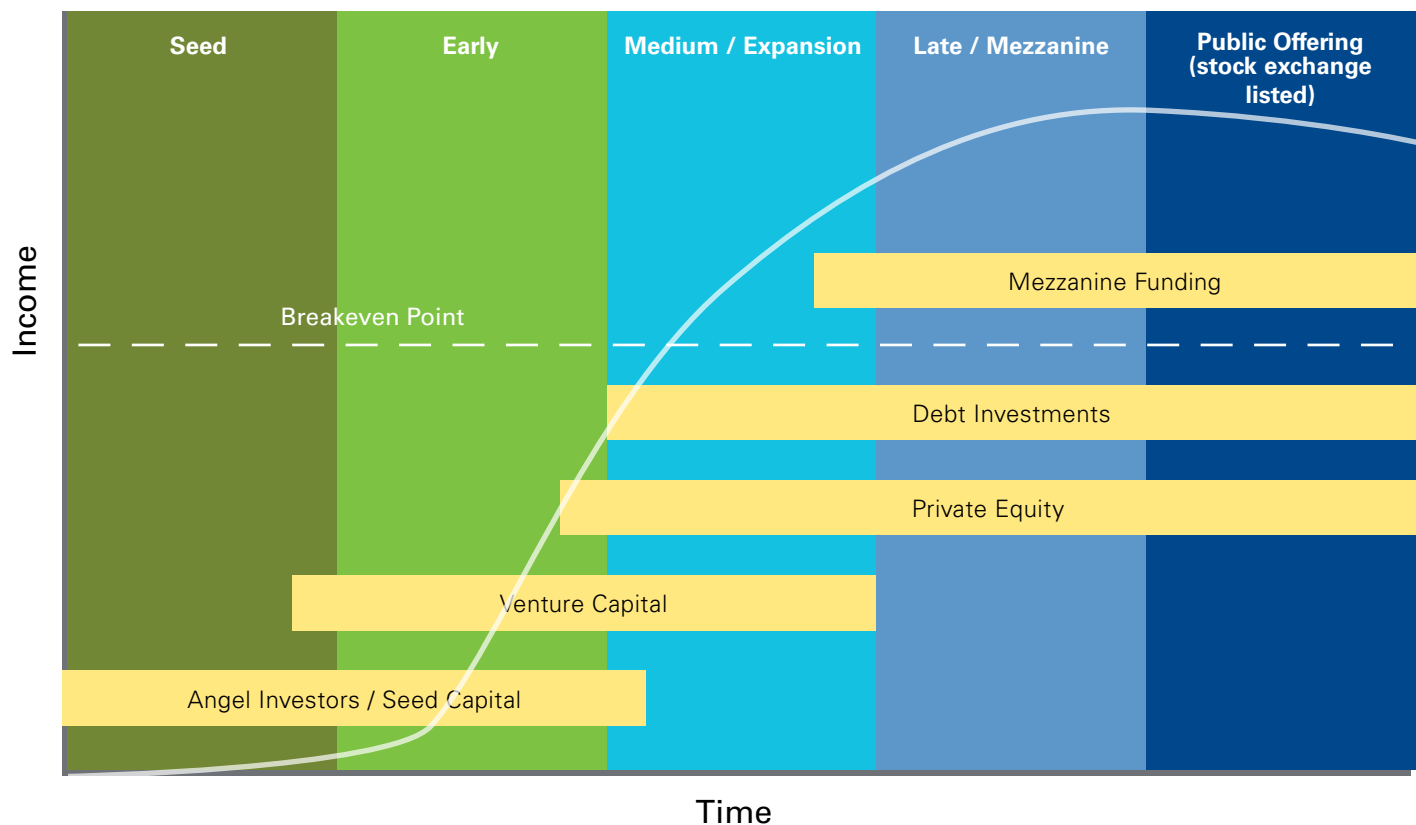 Seed
Early
Medium / Expansion
Late / Mezzanine
Public Offering
(stock exchange
listed)
Income
Mezzanine Funding
Breakeven Point
Debt Investments
Private Equity
Venture Capital
Angel Investors / Seed Capital
Time